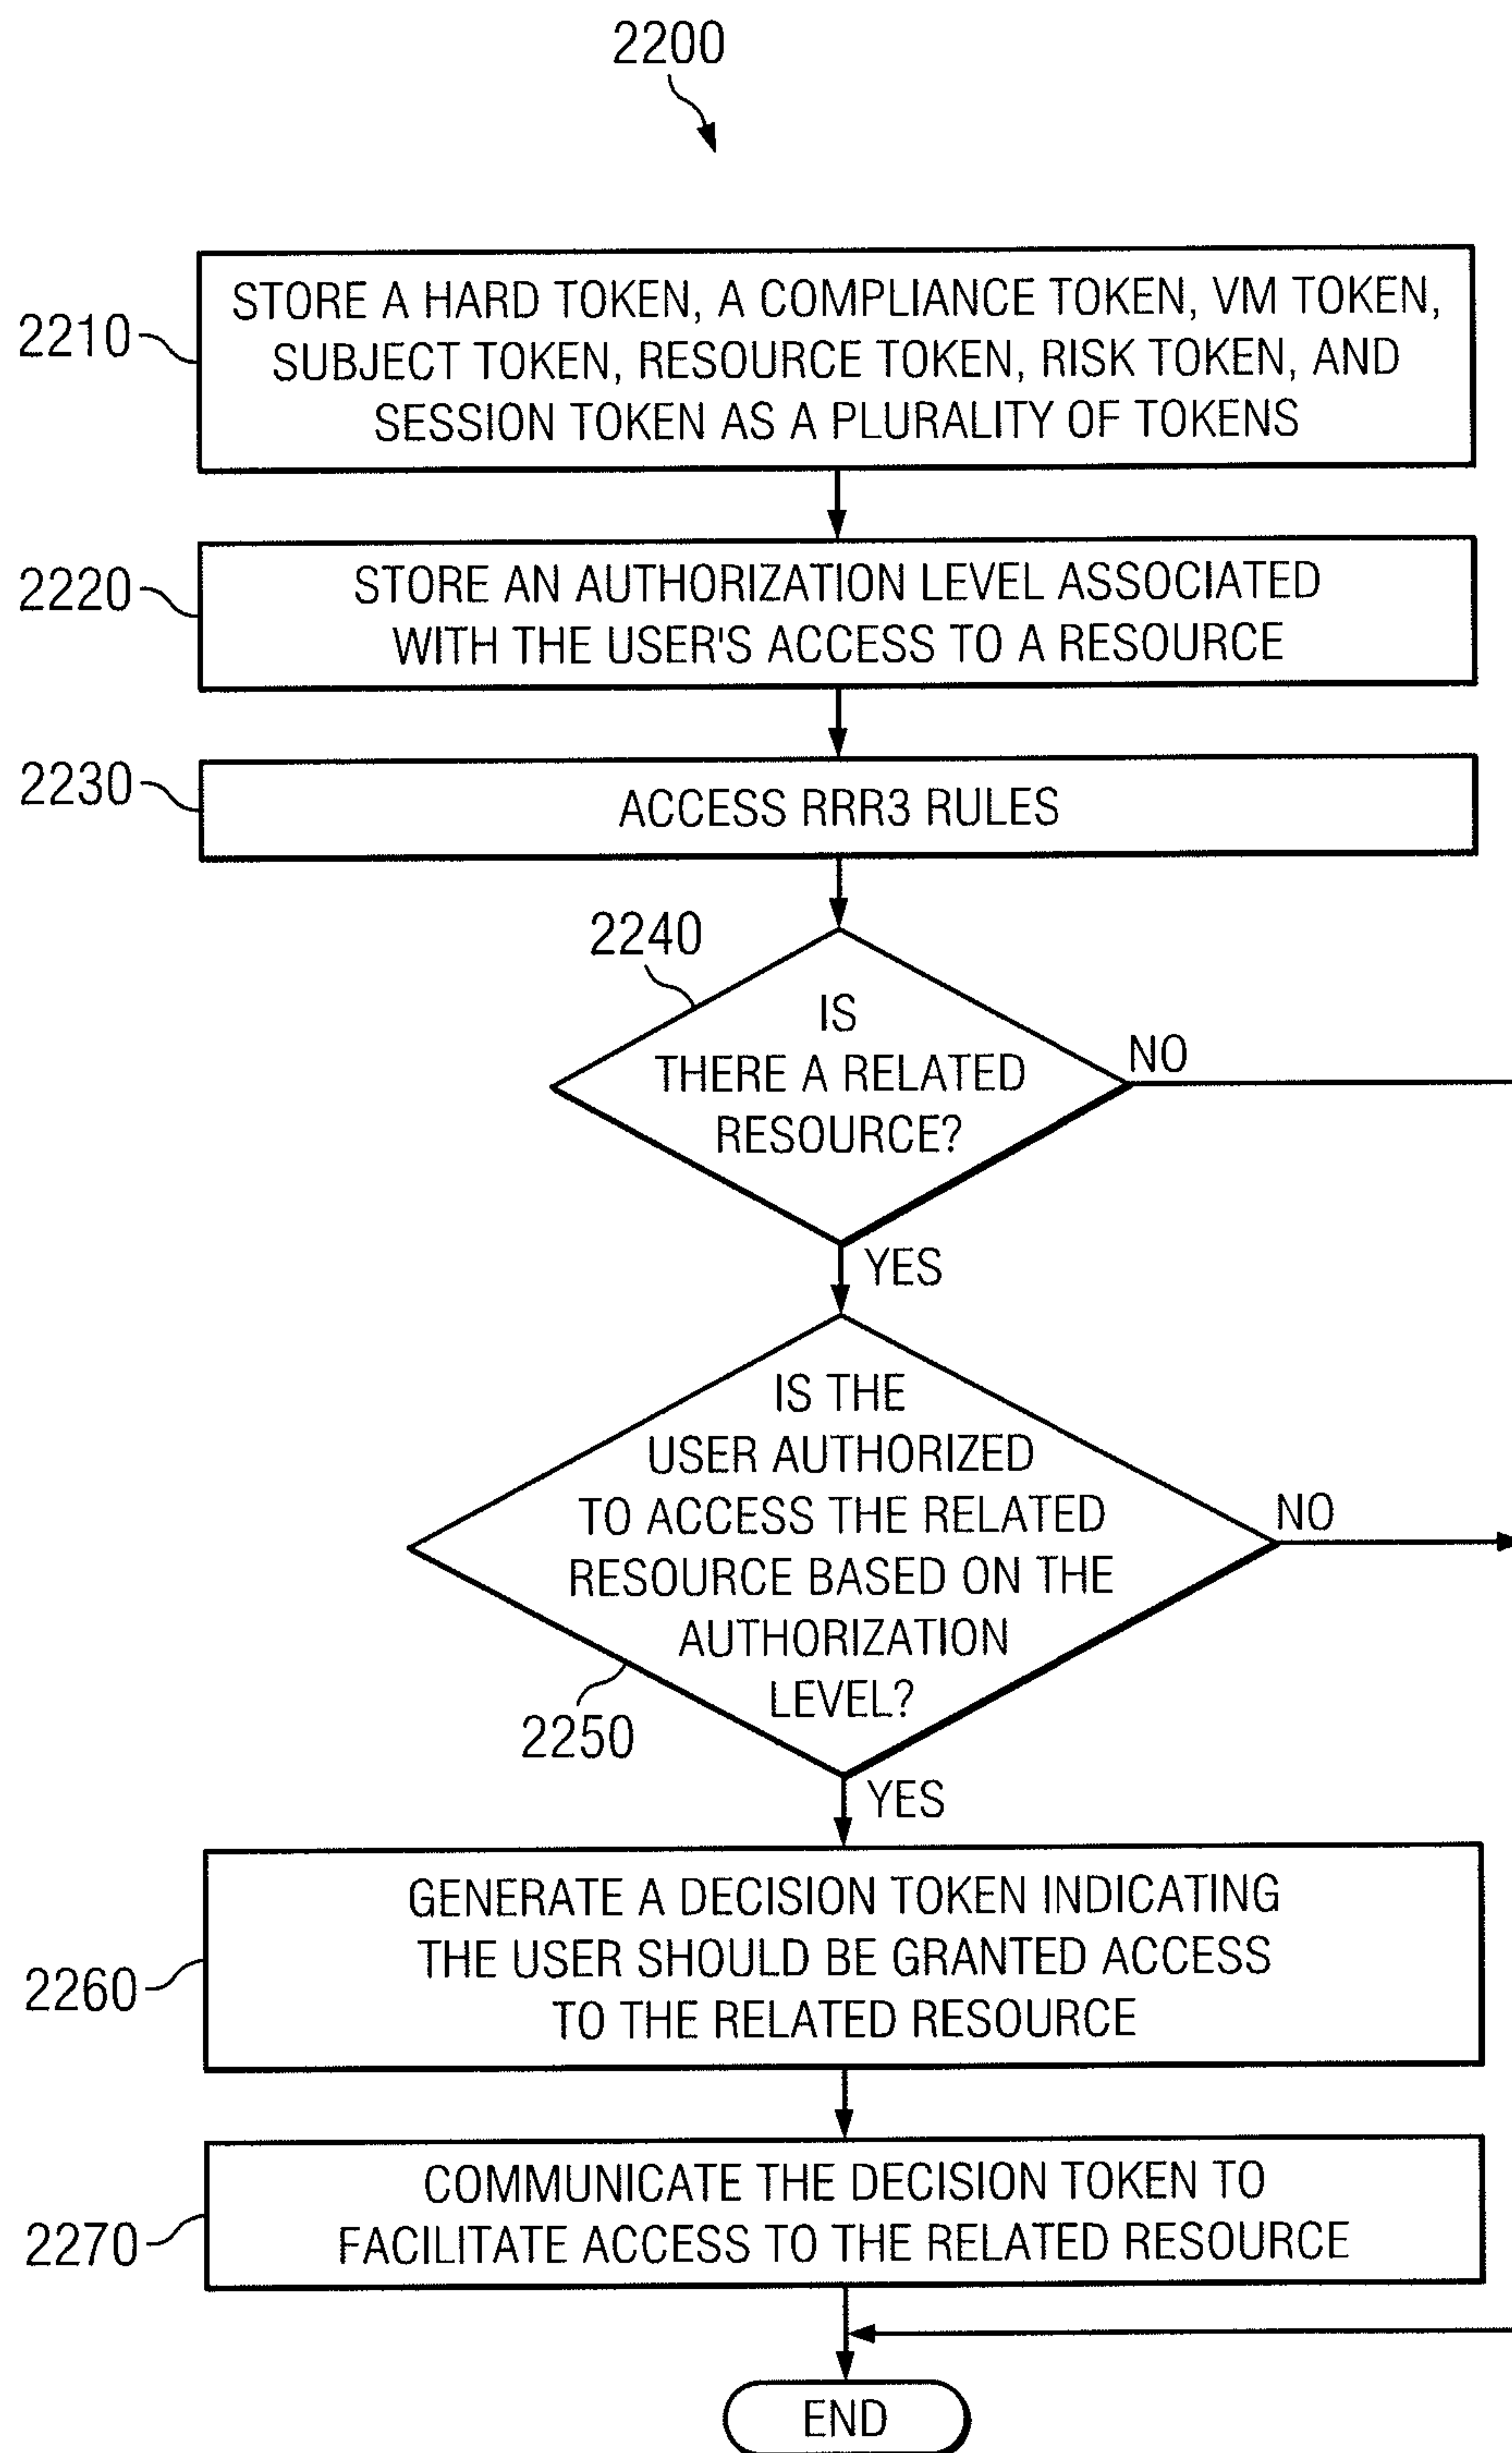 2200
2210
STORE A HARD TOKEN, A COMPLIANCE TOKEN, VM TOKEN,
SUBJECT TOKEN, RESOURCE TOKEN, RISK TOKEN, AND
SESSION TOKEN AS A PLURALITY OF TOKENS
2220
STORE AN AUTHORIZATION LEVEL ASSOCIATED
WITH THE USER'S ACCESS TO A RESOURCE
2230
ACCESS RRR3 RULES
2240
IS
THERE A RELATED
RESOURCE?
NO
YES
IS THE
USER AUTHORIZED
TO ACCESS THE RELATED
RESOURCE BASED ON THE
AUTHORIZATION
LEVEL?
NO
2250
YES
2260
GENERATE A DECISION TOKEN INDICATING
THE USER SHOULD BE GRANTED ACCESS
TO THE RELATED RESOURCE
2270
COMMUNICATE THE DECISION TOKEN TO
FACILITATE ACCESS TO THE RELATED RESOURCE
END